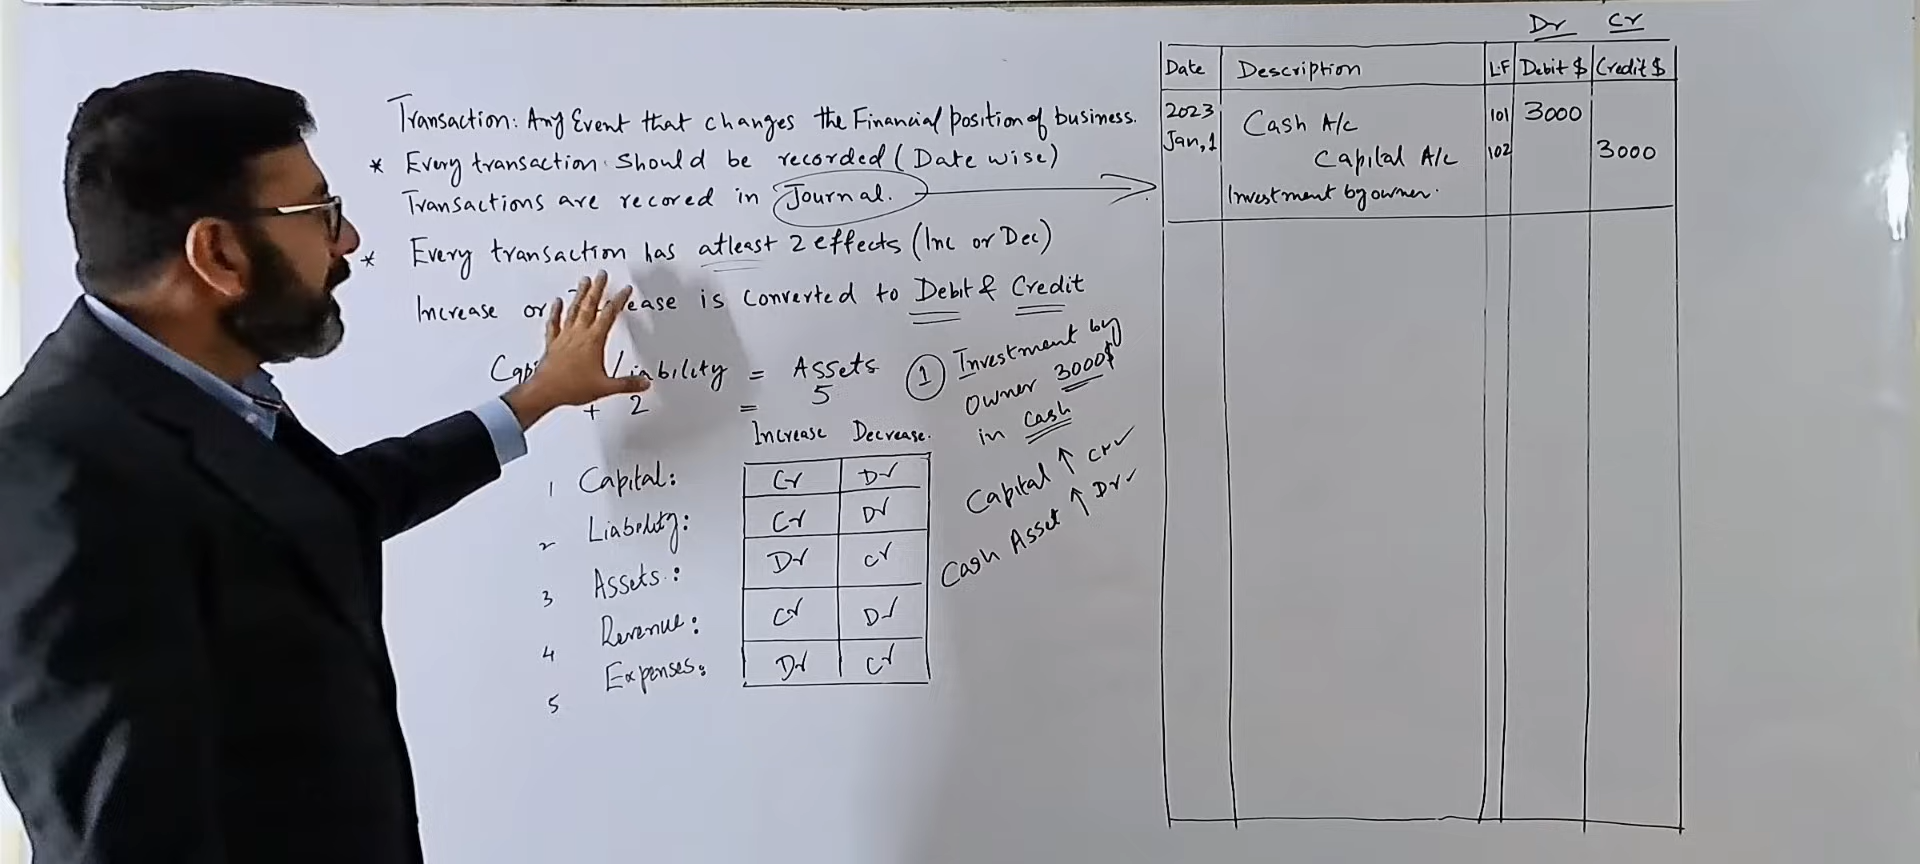 Transaction: Any Event that changes the Financial position of business.
* Every transaction should be recorded (Date wise)
Transactions are recored in Journal.
* Every transaction has atleast 2 effects (Inc or Dec)
Increase or ease is converted to Debit & Credit
Cap Liability = Assets
+ 2 = 5
Increase Decrease.
1 Capital: Cr Dr
2 Liability: Cr Dr
3 Assets: Dr Cr
4 Revenue: Cr Dr
5 Expenses: Dr Cr
1 Investment by
owner 3000$
in cash
Capital ↑ Cr ✓
Cash Asset ↑ Dr ✓
Dr Cr
Date Description L.F Debit $ Credit $
2023 Cash A/c 101 3000
Jan, 1 Capital A/c 102 3000
Investment by owner.